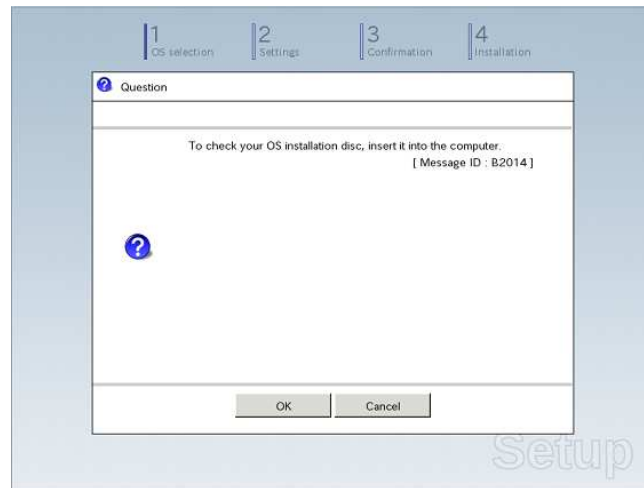 1
OS selection
2
Settings
3
Confirmation
4
Installation
Question
To check your OS installation disc, insert it into the computer.
[ Message ID : B2014 ]
OK
Cancel
Setup